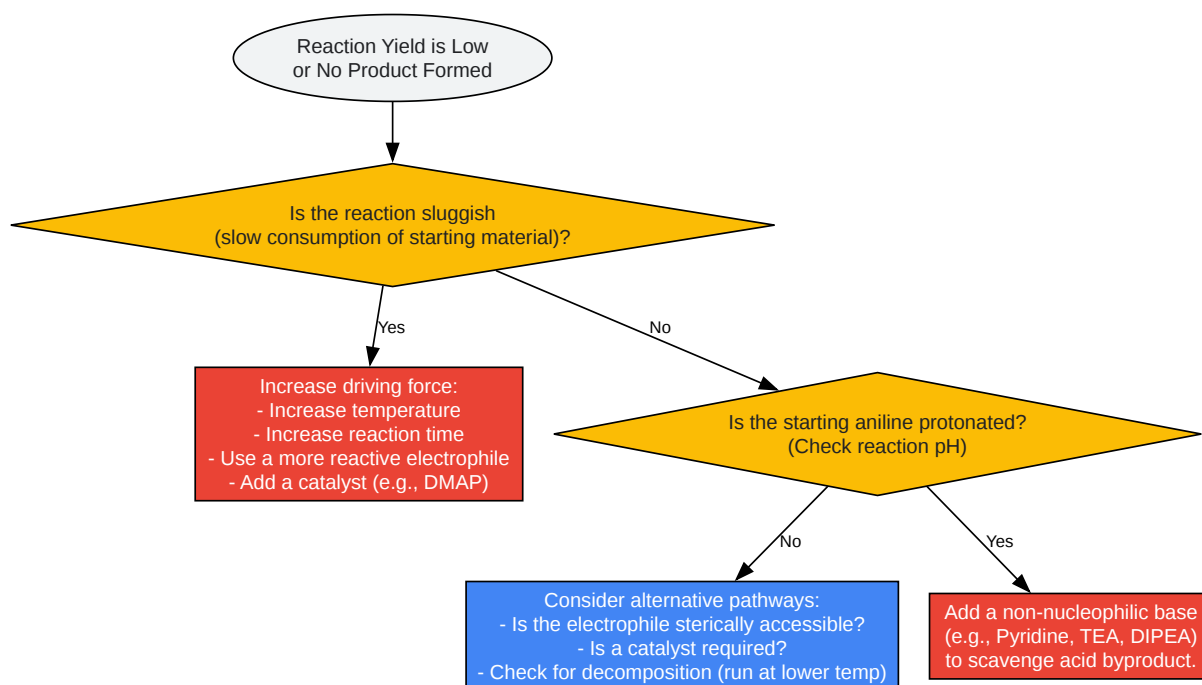 Reaction Yield is Low
or No Product Formed
Is the reaction sluggish
(slow consumption of starting material)?
Yes
No
Increase driving force:
- Increase temperature
- Increase reaction time
- Use a more reactive electrophile
- Add a catalyst (e.g., DMAP)
Is the starting aniline protonated?
(Check reaction pH)
No
Yes
Consider alternative pathways:
- Is the electrophile sterically accessible?
- Is a catalyst required?
- Check for decomposition (run at lower temp)
Add a non-nucleophilic base
(e.g., Pyridine, TEA, DIPEA)
to scavenge acid byproduct.